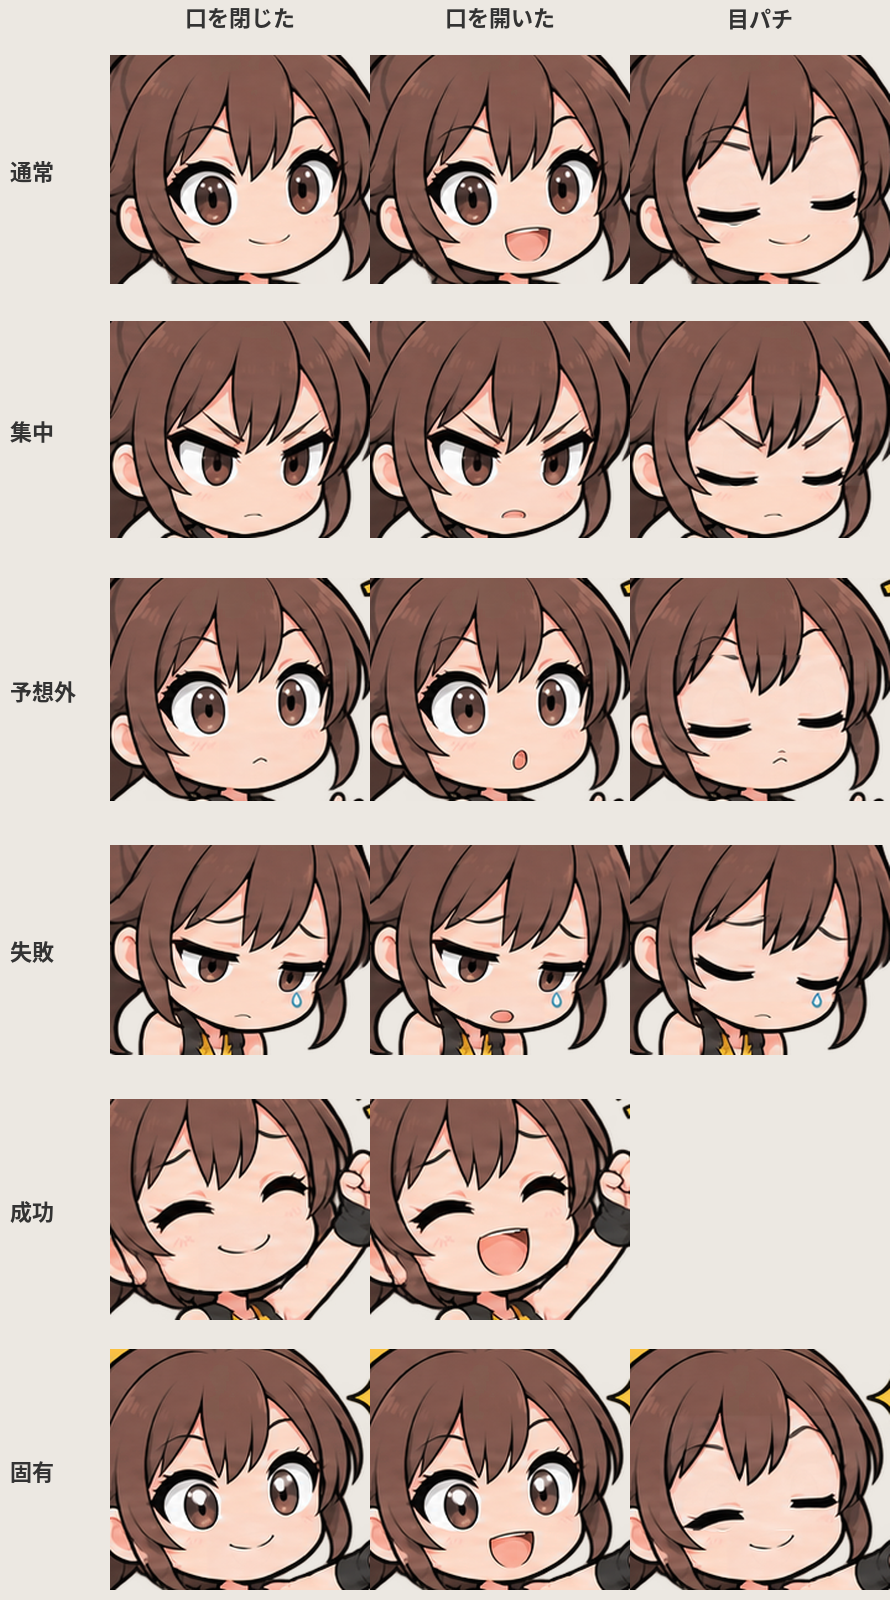 口を閉じた
口を開いた
目パチ
通常
集中
予想外
失敗
成功
固有